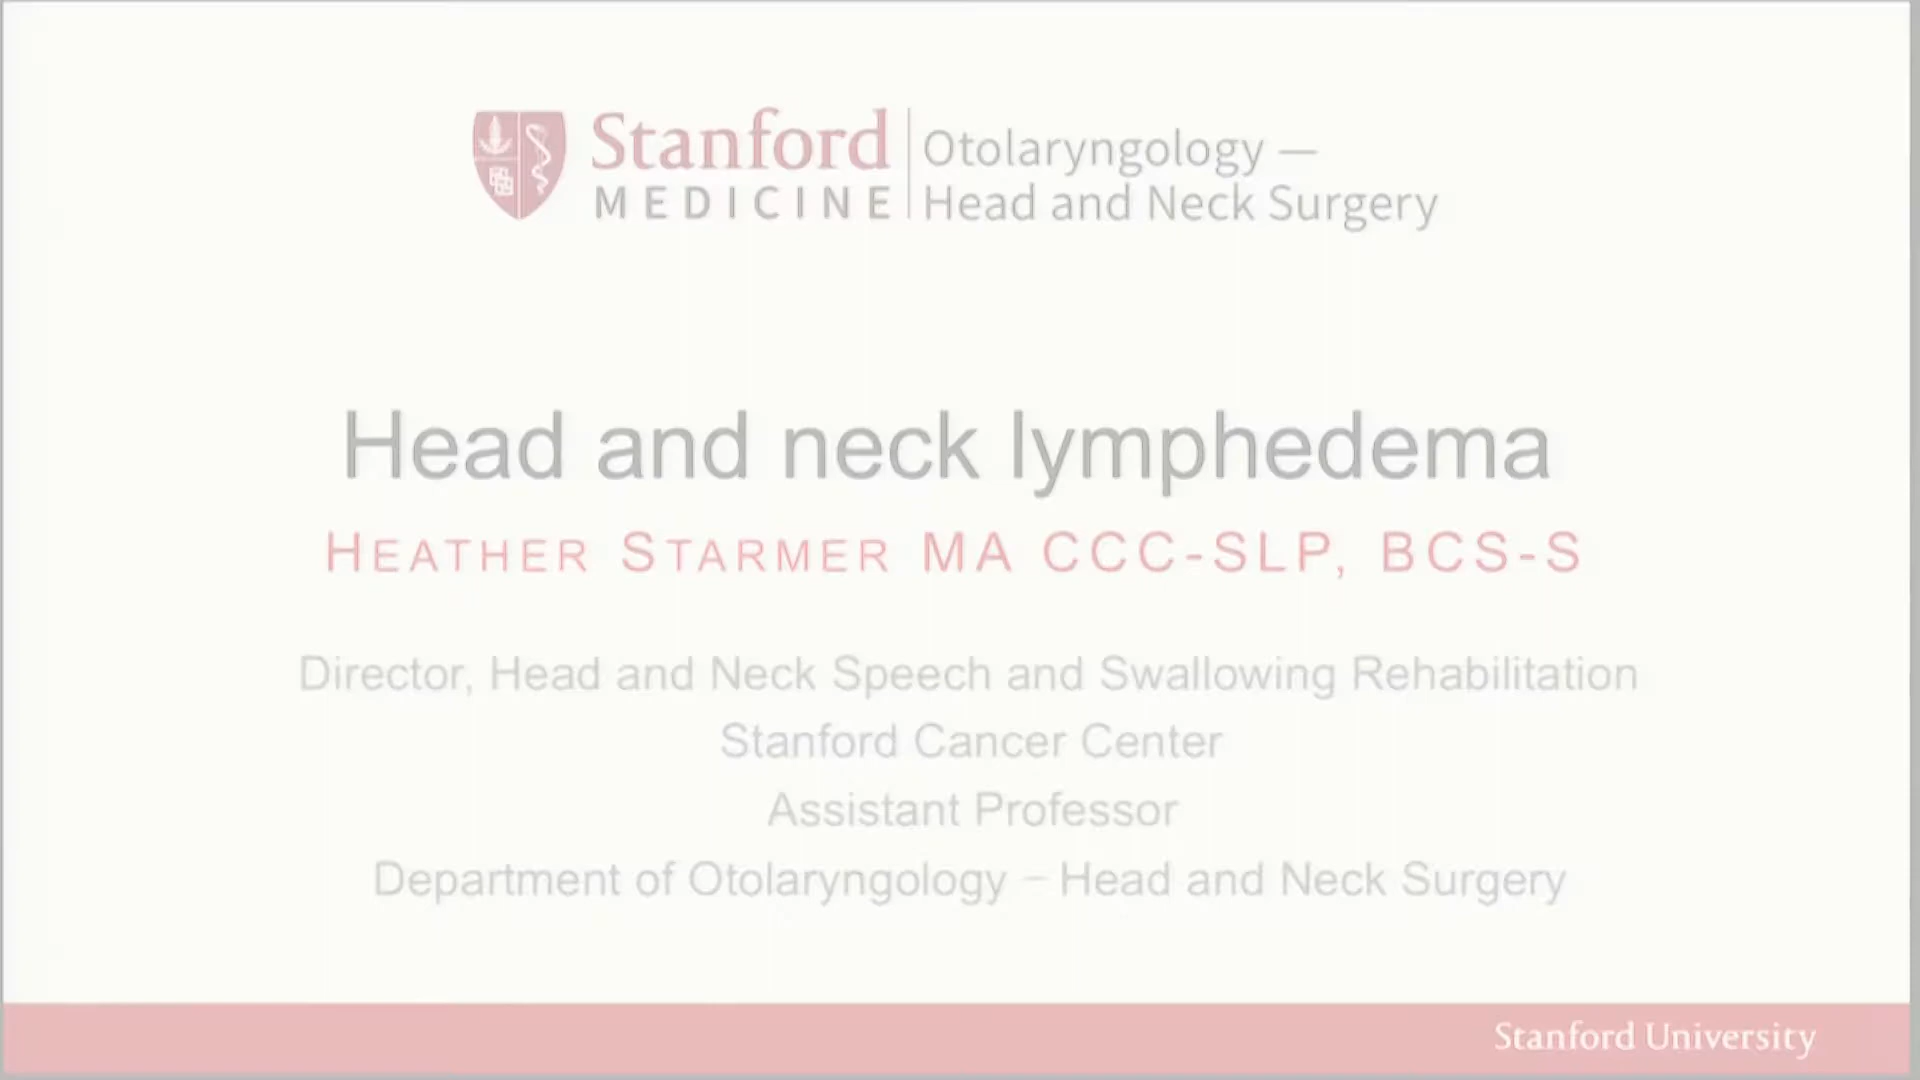 Stanford
MEDICINE
Otolaryngology —
Head and Neck Surgery
Head and neck lymphedema
HEATHER STARMER MA CCC-SLP, BCS-S
Director, Head and Neck Speech and Swallowing Rehabilitation
Stanford Cancer Center
Assistant Professor
Department of Otolaryngology – Head and Neck Surgery
Stanford University